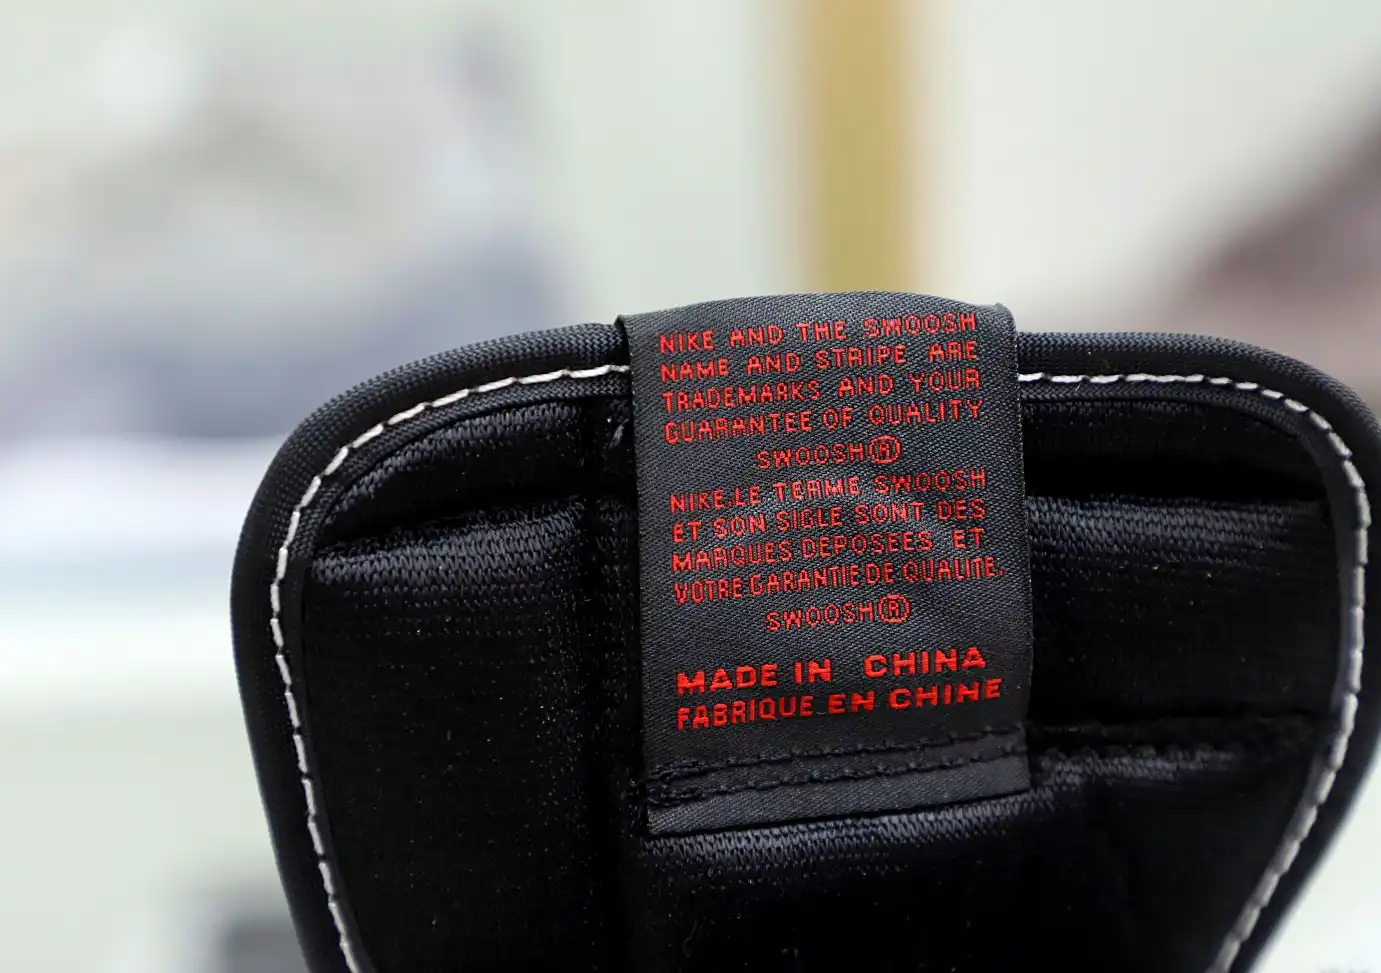 NIKE AND THE SWOOSH
NAME AND STRIPE ARE
TRADEMARKS AND YOUR
GUARANTEE OF QUALITY
SWOOSH®
NIKE.LE TERME SWOOSH
ET SON SIGLE SONT DES
MARQUES DEPOSEES ET
VOTRE GARANTIE DE QUALITE.
SWOOSH®
MADE IN CHINA
FABRIQUE EN CHINE